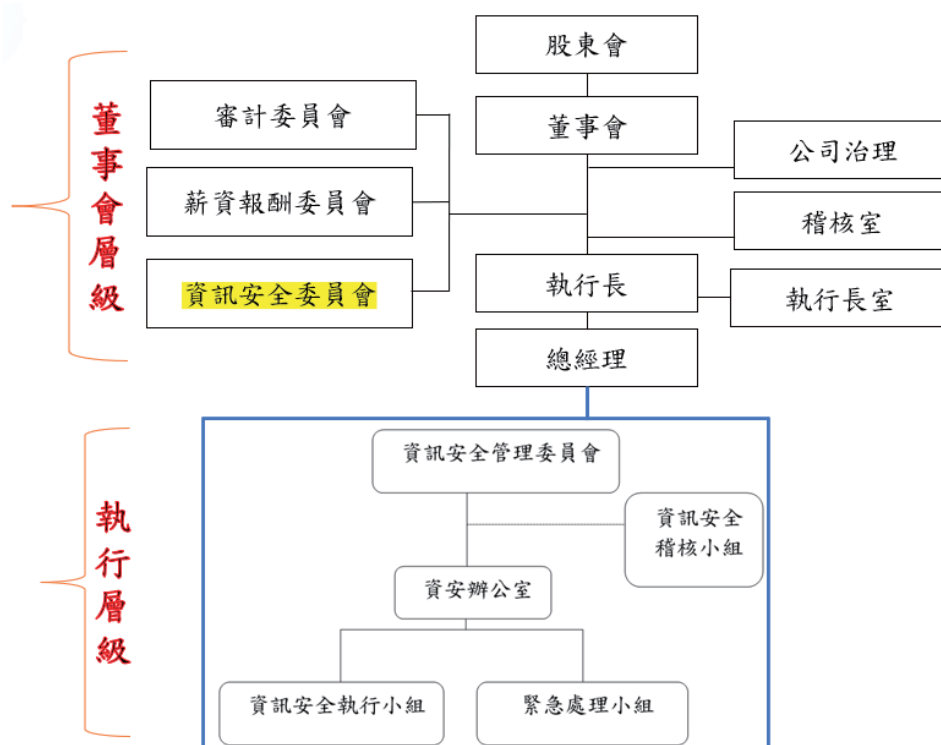 股東會
董事會層級
審計委員會
董事會
公司治理
薪資報酬委員會
稽核室
資訊安全委員會
執行長
執行長室
總經理
執行層級
資訊安全管理委員會
資訊安全
稽核小組
資安辦公室
資訊安全執行小組
緊急處理小組